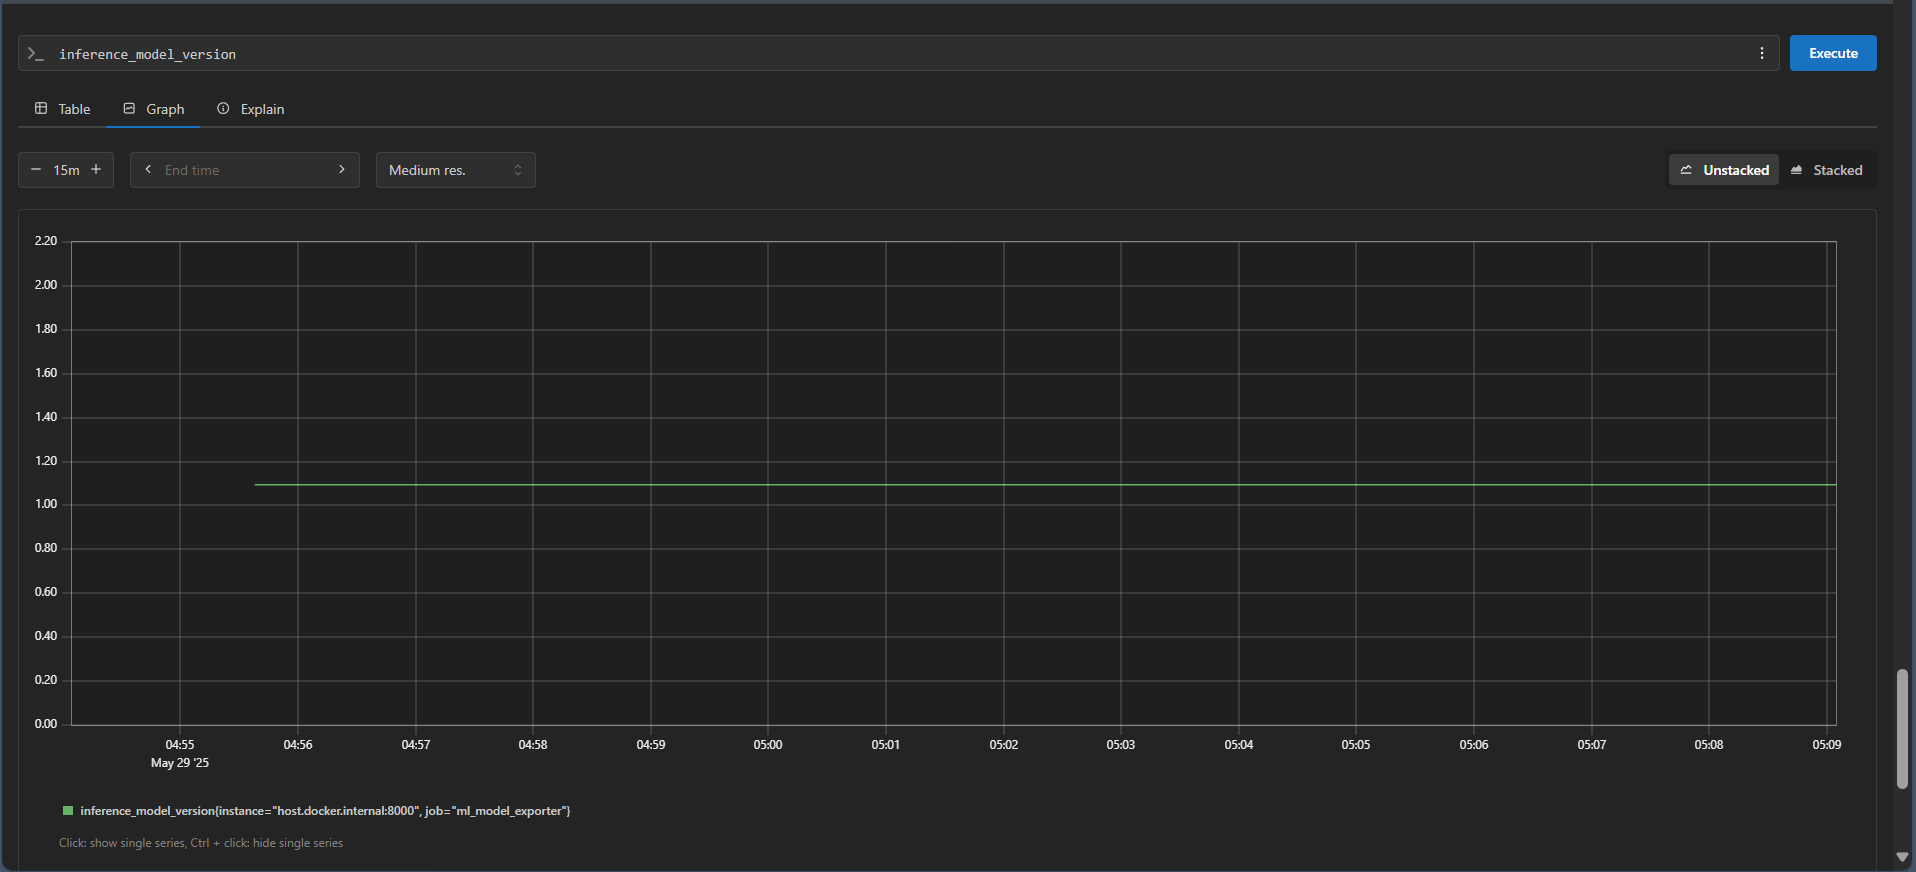 inference_model_version
Execute
Table Graph Explain
15m End time Medium res. Unstacked Stacked
2.20
2.00
1.80
1.60
1.40
1.20
1.00
0.80
0.60
0.40
0.20
0.00
04:55 04:56 04:57 04:58 04:59 05:00 05:01 05:02 05:03 05:04 05:05 05:06 05:07 05:08 05:09
May 29 '25
inference_model_version{instance="host.docker.internal:8000", job="ml_model_exporter"}
Click: show single series, Ctrl + click: hide single series